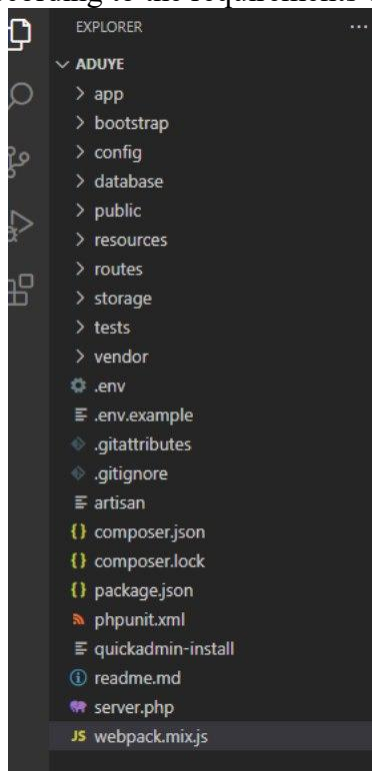 EXPLORER
ADUYE
app
bootstrap
config
database
public
resources
routes
storage
tests
vendor
.env
.env.example
.gitattributes
.gitignore
artisan
composer.json
composer.lock
package.json
phpunit.xml
quickadmin-install
readme.md
server.php
JS webpack.mix.js